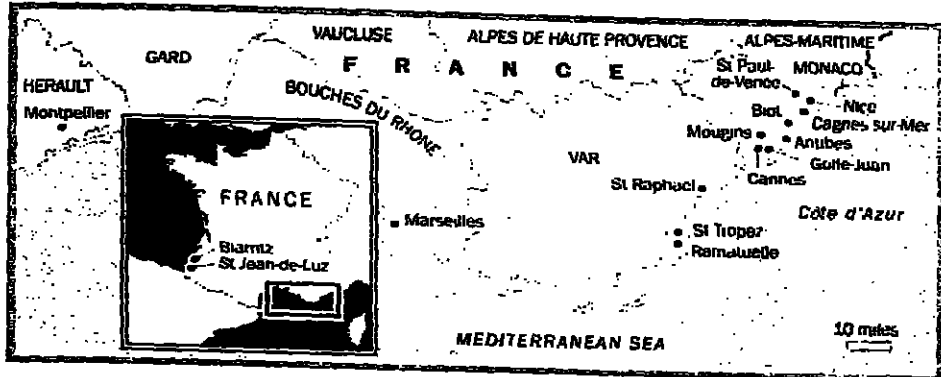 VAUCLUSE
ALPES DE HAUTE PROVENCE
ALPES-MARITIME
GARD
FRANCE
St Paul-
de-Vence
MONACO
HERAULT
BOUCHES DU RHONE
Nice
Montpellier
Biot
Cagnes sur-Mer
Mougins
Antibes
VAR
Golfe-Juan
Cannes
St Raphael
FRANCE
Côte d'Azur
Marseilles
St Tropez
Ramatuelle
Biarritz
St Jean-de-Luz
MEDITERRANEAN SEA
10 miles